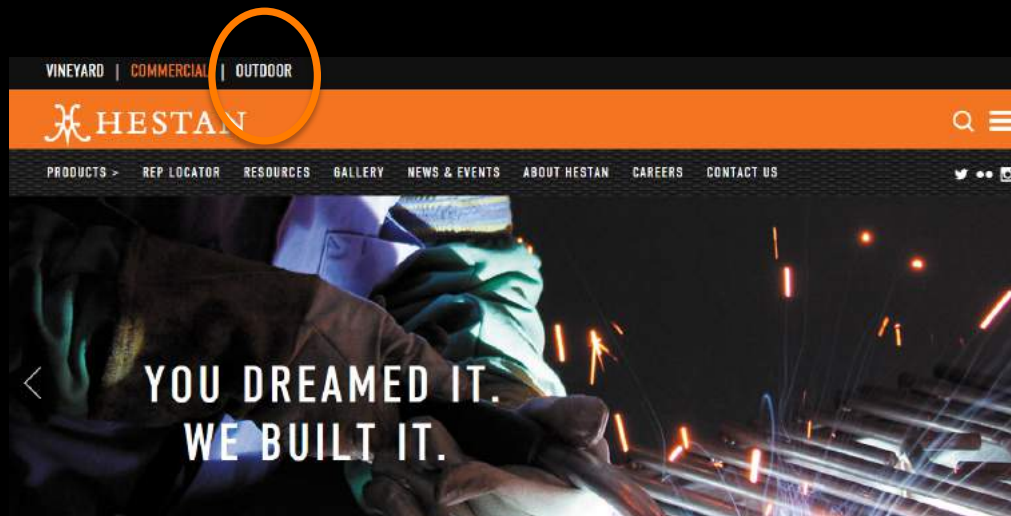 VINEYARD | COMMERCIAL | OUTDOOR
HESTAN
PRODUCTS > REP LOCATOR RESOURCES GALLERY NEWS & EVENTS ABOUT HESTAN CAREERS CONTACT US
YOU DREAMED IT.
WE BUILT IT.